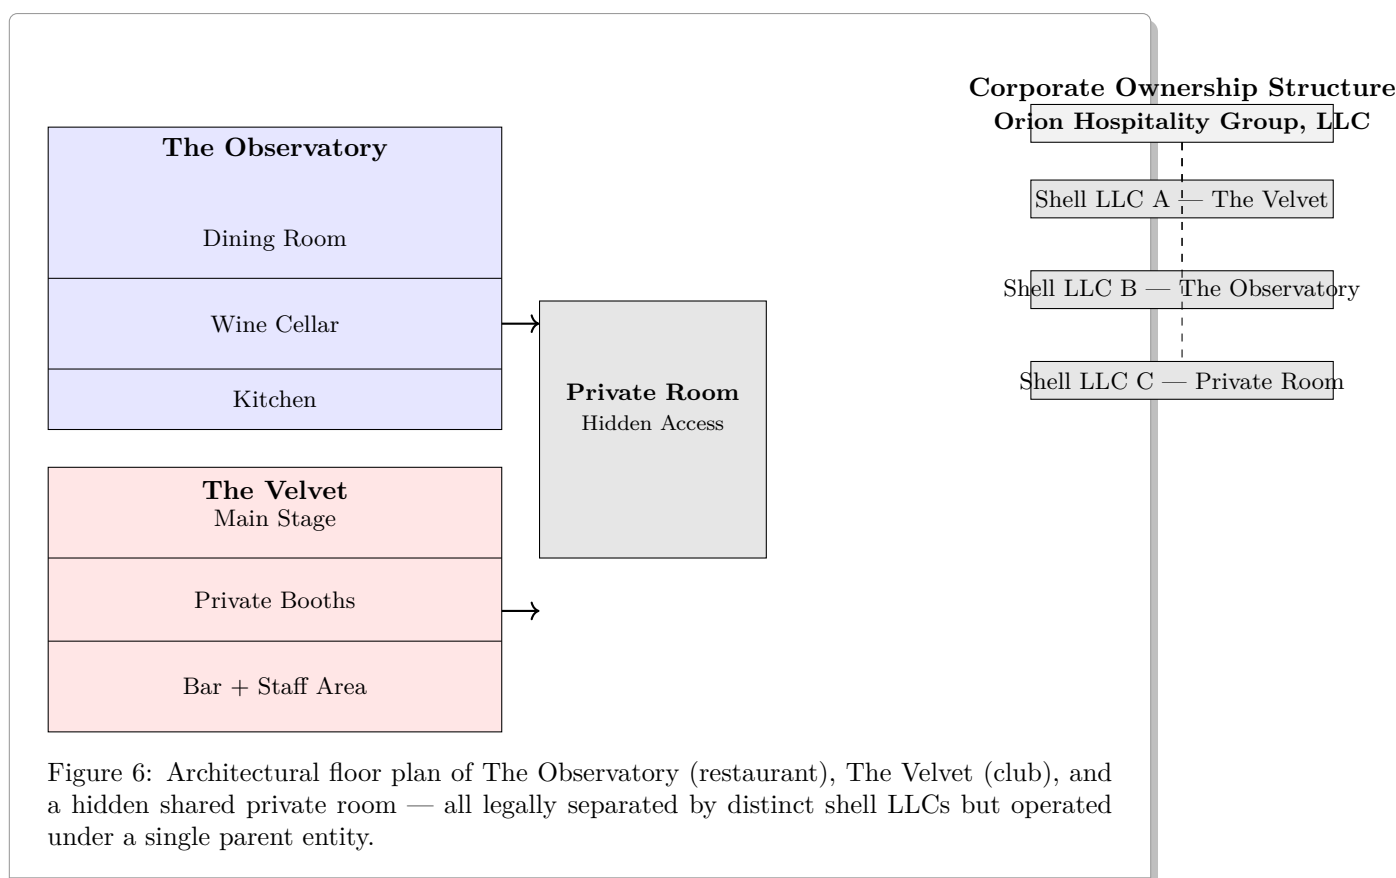 The Observatory
Dining Room
Wine Cellar
Kitchen
Private Room
Hidden Access
The Velvet
Main Stage
Private Booths
Bar + Staff Area
Corporate Ownership Structure
Orion Hospitality Group, LLC
Shell LLC A — The Velvet
Shell LLC B — The Observatory
Shell LLC C — Private Room
Figure 6: Architectural floor plan of The Observatory (restaurant), The Velvet (club), and
a hidden shared private room — all legally separated by distinct shell LLCs but operated
under a single parent entity.